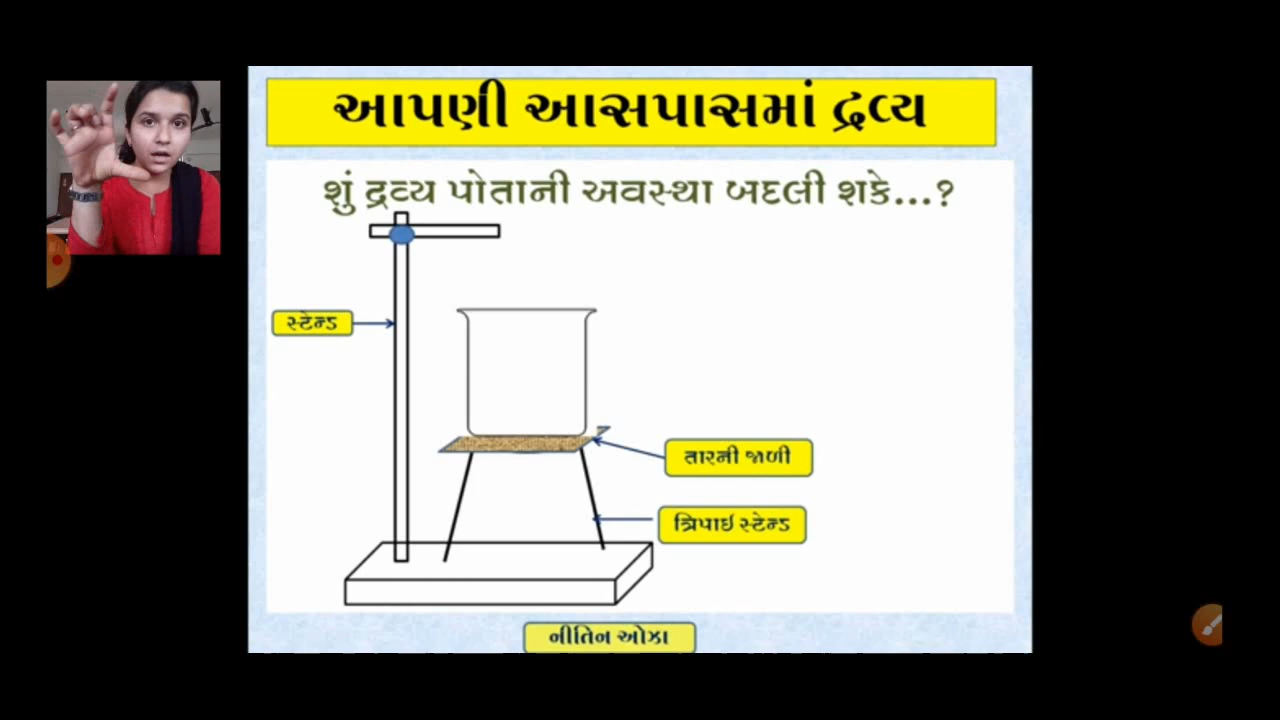 આપણી આસપાસમાં દ્રવ્ય
શું દ્રવ્ય પોતાની અવસ્થા બદલી શકે...?
સ્ટેન્ડ
તારની જાળી
ત્રિપાઇ સ્ટેન્ડ
નીતિન ઓઝા